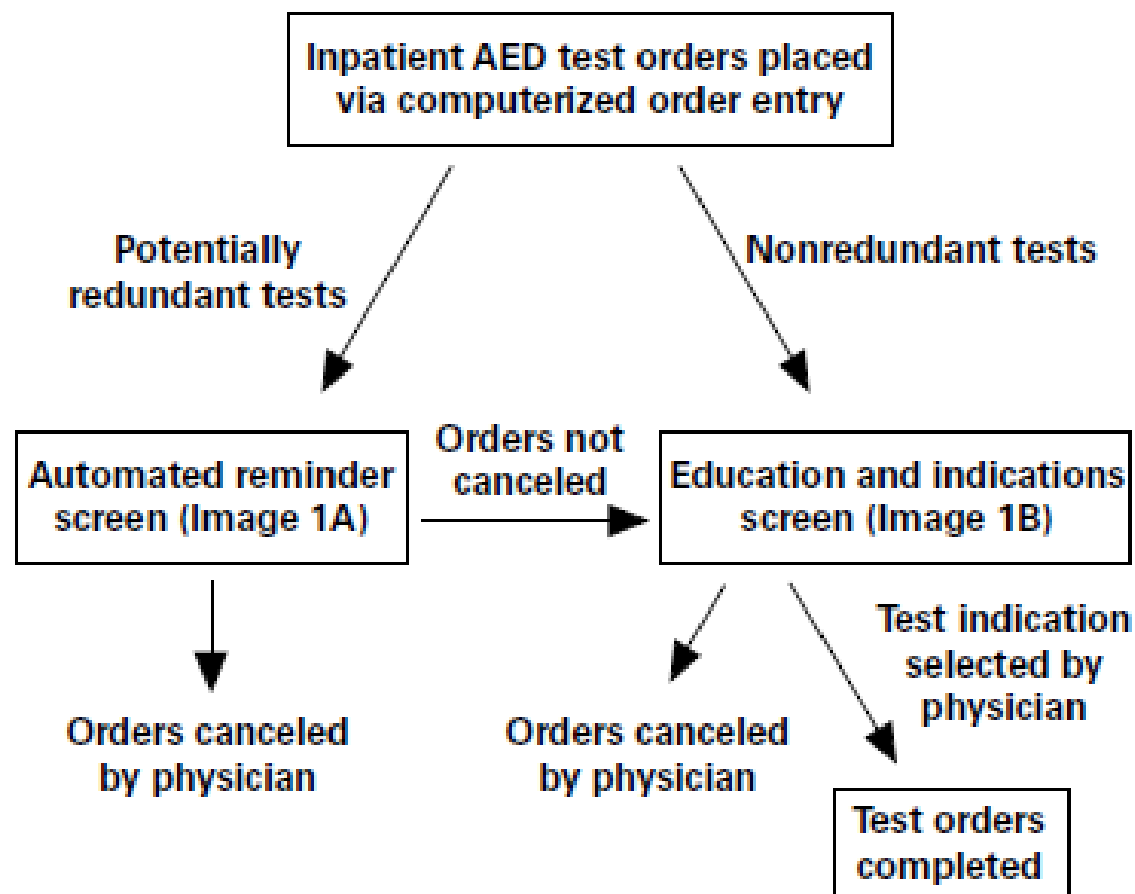 Inpatient AED test orders placed
via computerized order entry
Potentially
redundant tests
Nonredundant tests
Automated reminder
screen (Image 1A)
Orders not
canceled
Education and indications
screen (Image 1B)
Orders canceled
by physician
Orders canceled
by physician
Test indication
selected by
physician
Test orders
completed